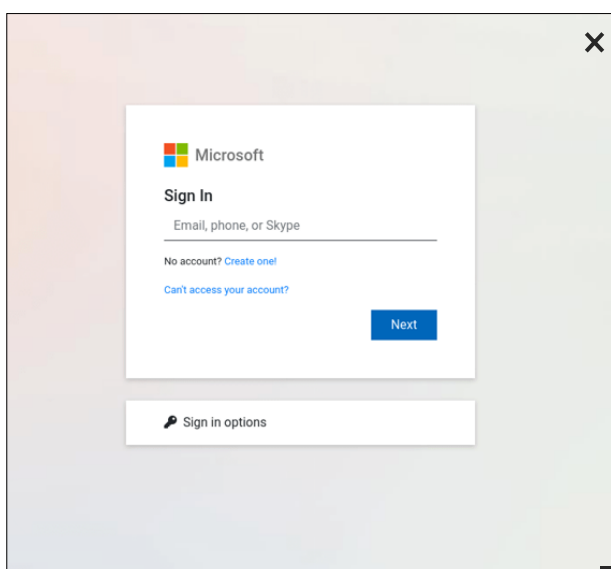 Microsoft
Sign In
Email, phone, or Skype
No account? Create one!
Can't access your account?
Next
Sign in options